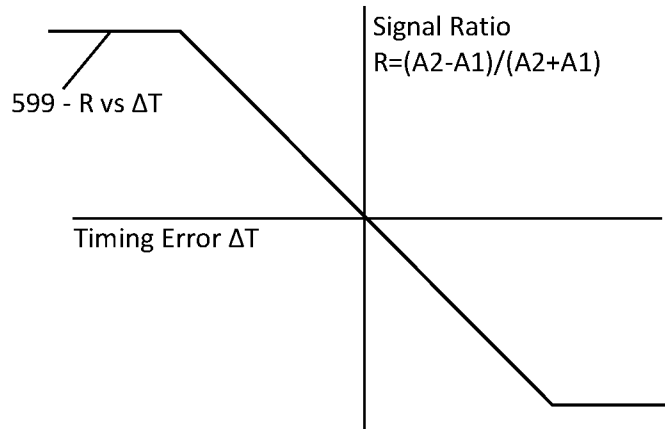 Signal Ratio
R=(A2-A1)/(A2+A1)
599 - R vs ΔT
Timing Error ΔT